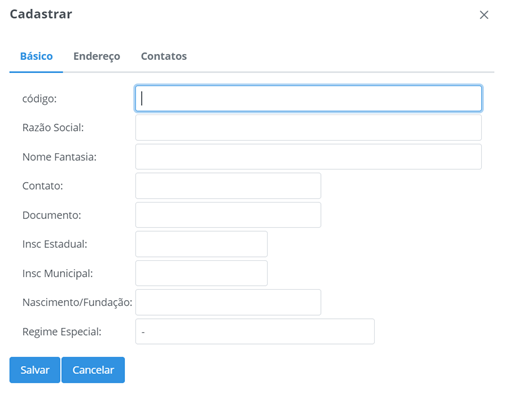 Cadastrar
Básico Endereço Contatos
código:
Razão Social:
Nome Fantasia:
Contato:
Documento:
Insc Estadual:
Insc Municipal:
Nascimento/Fundação:
Regime Especial: -
Salvar Cancelar